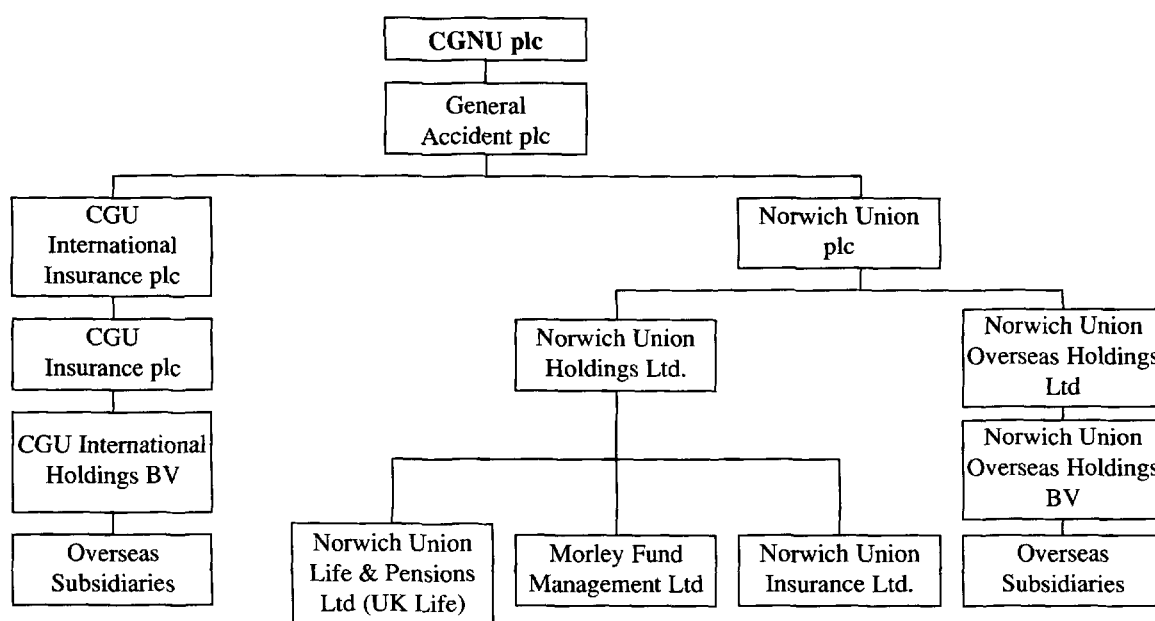 CGNU plc
General
Accident plc
CGU
International
Insurance plc
Norwich Union
plc
CGU
Insurance plc
Norwich Union
Holdings Ltd.
Norwich Union
Overseas Holdings
Ltd
CGU International
Holdings BV
Norwich Union
Overseas Holdings
BV
Overseas
Subsidiaries
Norwich Union
Life & Pensions
Ltd (UK Life)
Morley Fund
Management Ltd
Norwich Union
Insurance Ltd.
Overseas
Subsidiaries